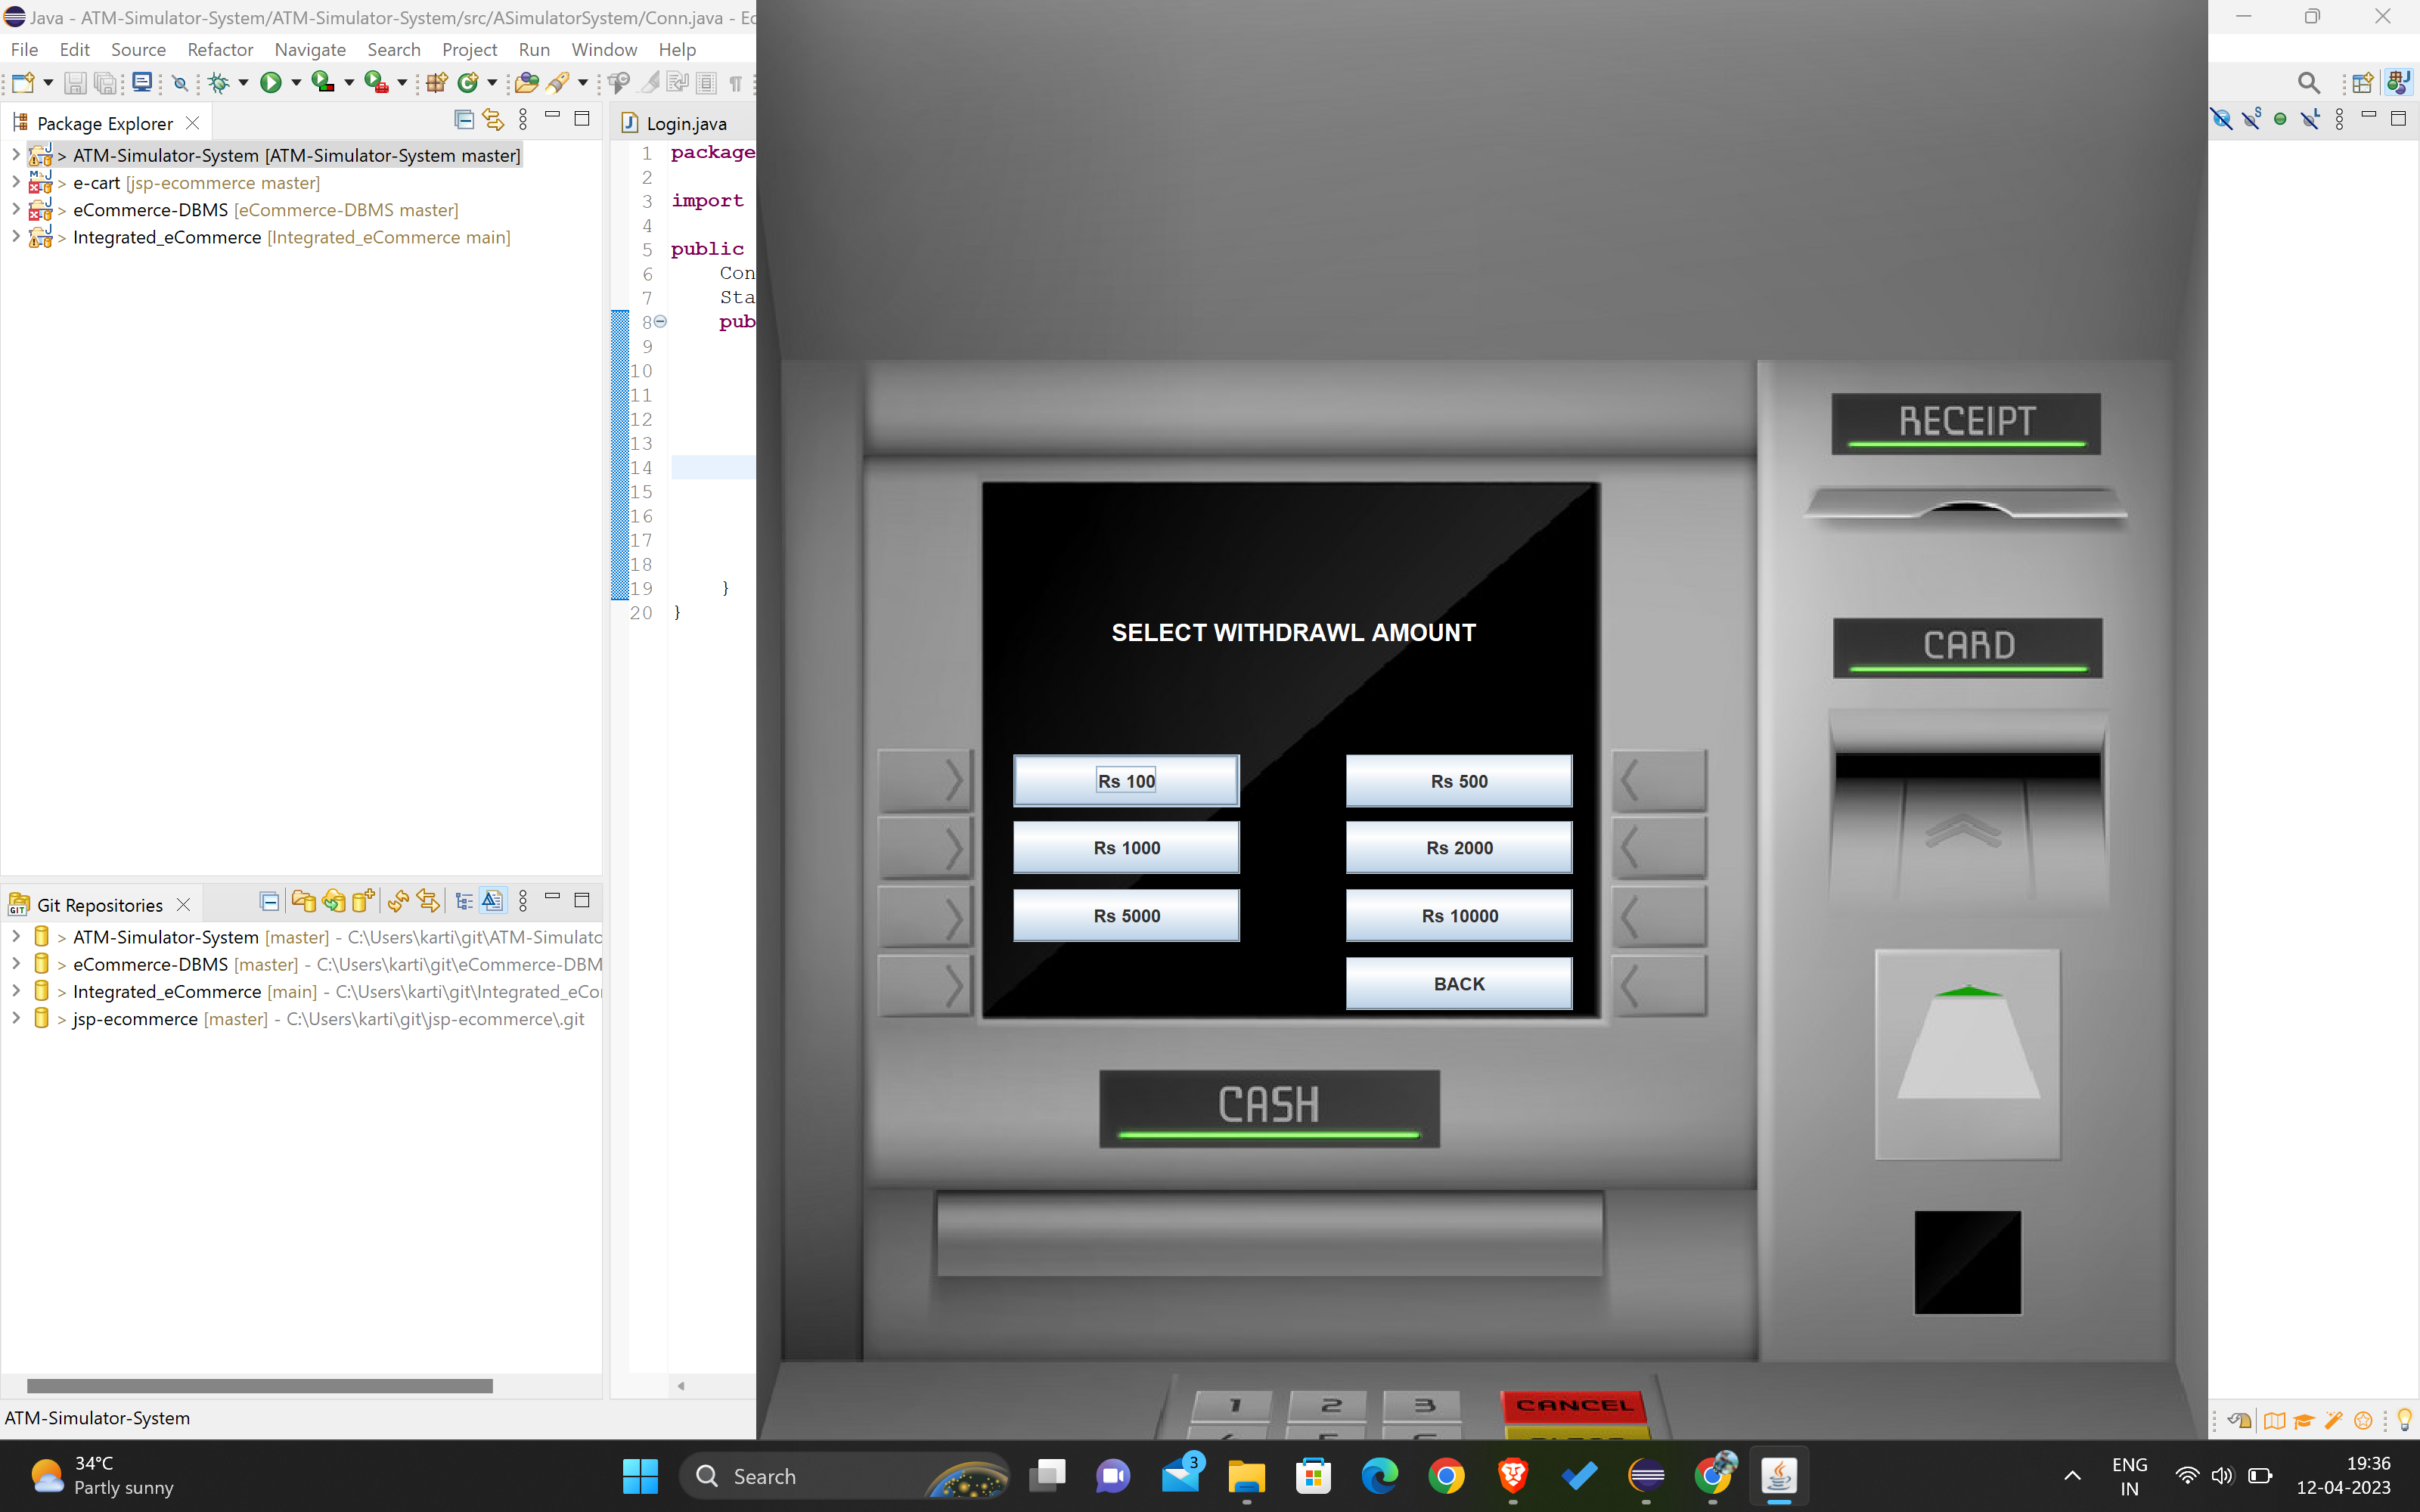 Java - ATM-Simulator-System/ATM-Simulator-System/src/ASimulatorSystem/Conn.java - Ec
File Edit Source Refactor Navigate Search Project Run Window Help
Package Explorer
> ATM-Simulator-System [ATM-Simulator-System master]
> e-cart [jsp-ecommerce master]
> eCommerce-DBMS [eCommerce-DBMS master]
> Integrated_eCommerce [Integrated_eCommerce main]
Login.java
1 package
2
3 import
4
5 public
6 Con
7 Sta
8 pub
9
10
11
12
13
14
15
16
17
18
19 }
20 }
Git Repositories
> ATM-Simulator-System [master] - C:\Users\karti\git\ATM-Simulato
> eCommerce-DBMS [master] - C:\Users\karti\git\eCommerce-DBM
> Integrated_eCommerce [main] - C:\Users\karti\git\Integrated_eCo
> jsp-ecommerce [master] - C:\Users\karti\git\jsp-ecommerce\.git
ATM-Simulator-System
SELECT WITHDRAWL AMOUNT
Rs 100
Rs 500
Rs 1000
Rs 2000
Rs 5000
Rs 10000
BACK
RECEIPT
CARD
CASH
1 2 3 CANCEL
34°C
Partly sunny
Search
3
ENG
IN
19:36
12-04-2023